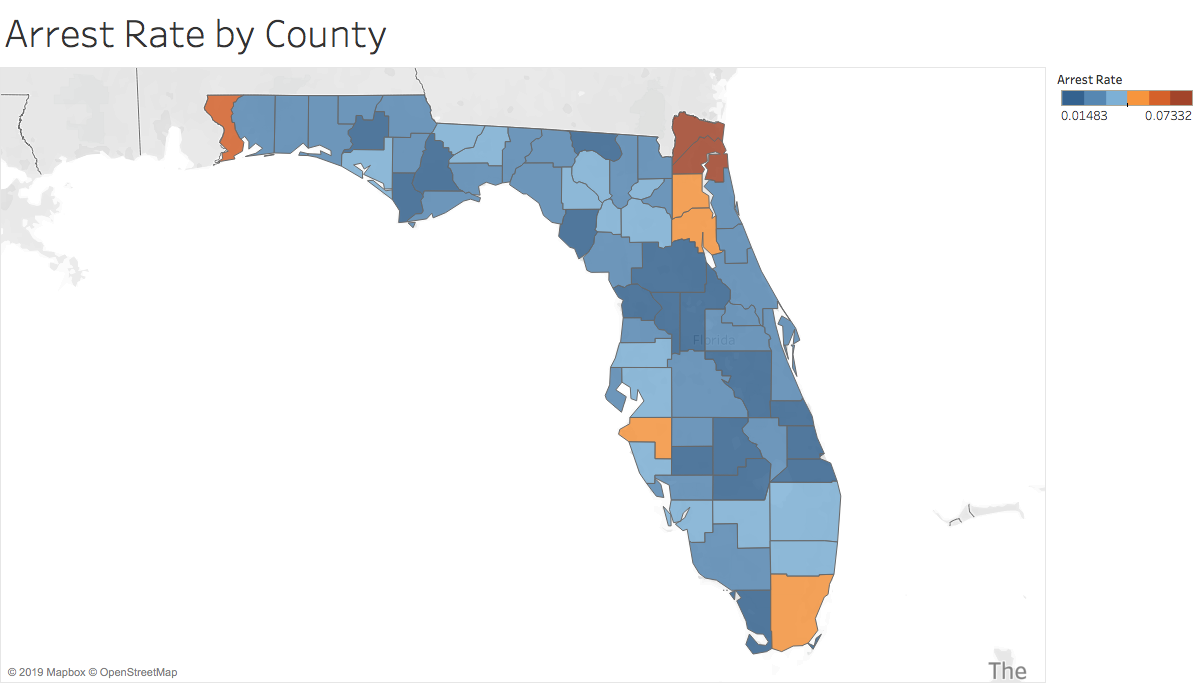 Arrest Rate by County
Arrest Rate
0.01483 0.07332
Florida
The
© 2019 Mapbox © OpenStreetMap